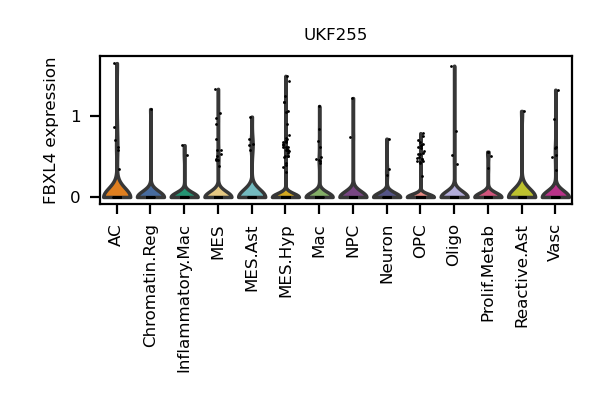 UKF255
FBXL4 expression
1
0
AC
Chromatin.Reg
Inflammatory.Mac
MES
MES.Ast
MES.Hyp
Mac
NPC
Neuron
OPC
Oligo
Prolif.Metab
Reactive.Ast
Vasc